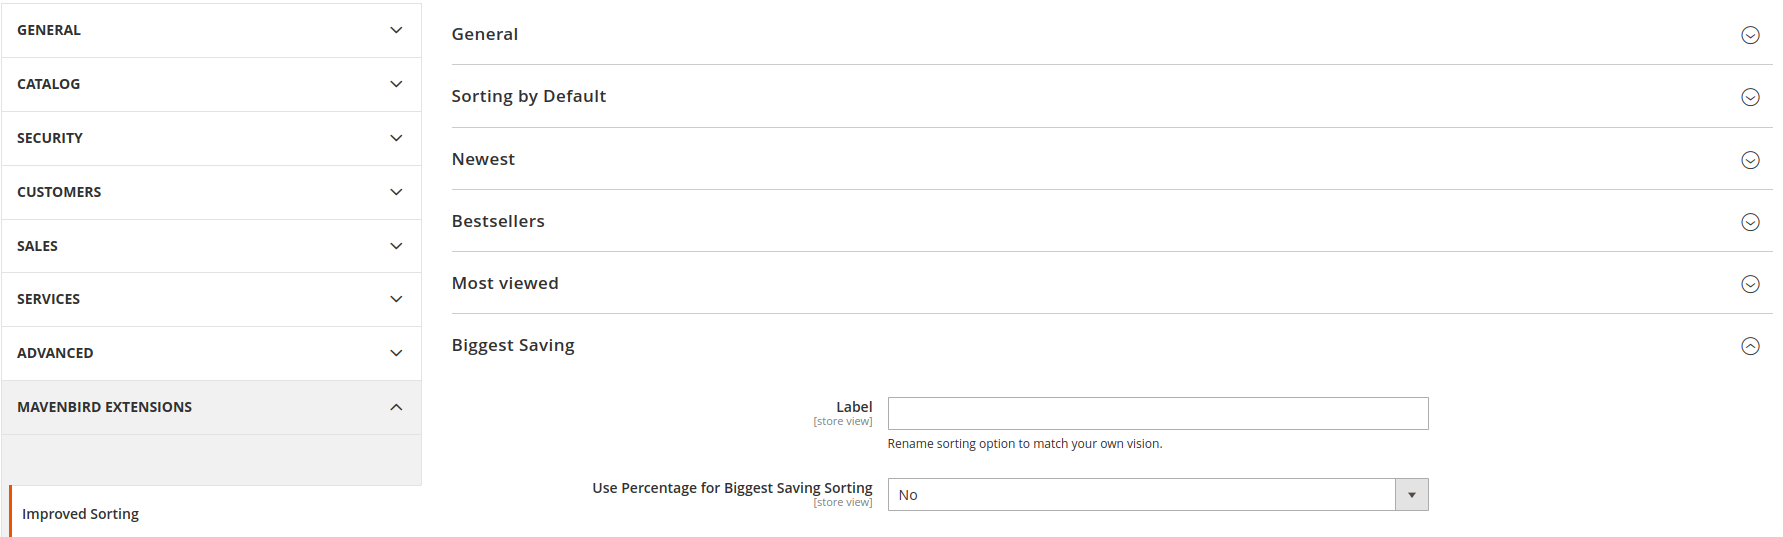 GENERAL
CATALOG
SECURITY
CUSTOMERS
SALES
SERVICES
ADVANCED
MAVENBIRD EXTENSIONS
Improved Sorting
General
Sorting by Default
Newest
Bestsellers
Most viewed
Biggest Saving
Label
[store view]
Rename sorting option to match your own vision.
Use Percentage for Biggest Saving Sorting
[store view]
No